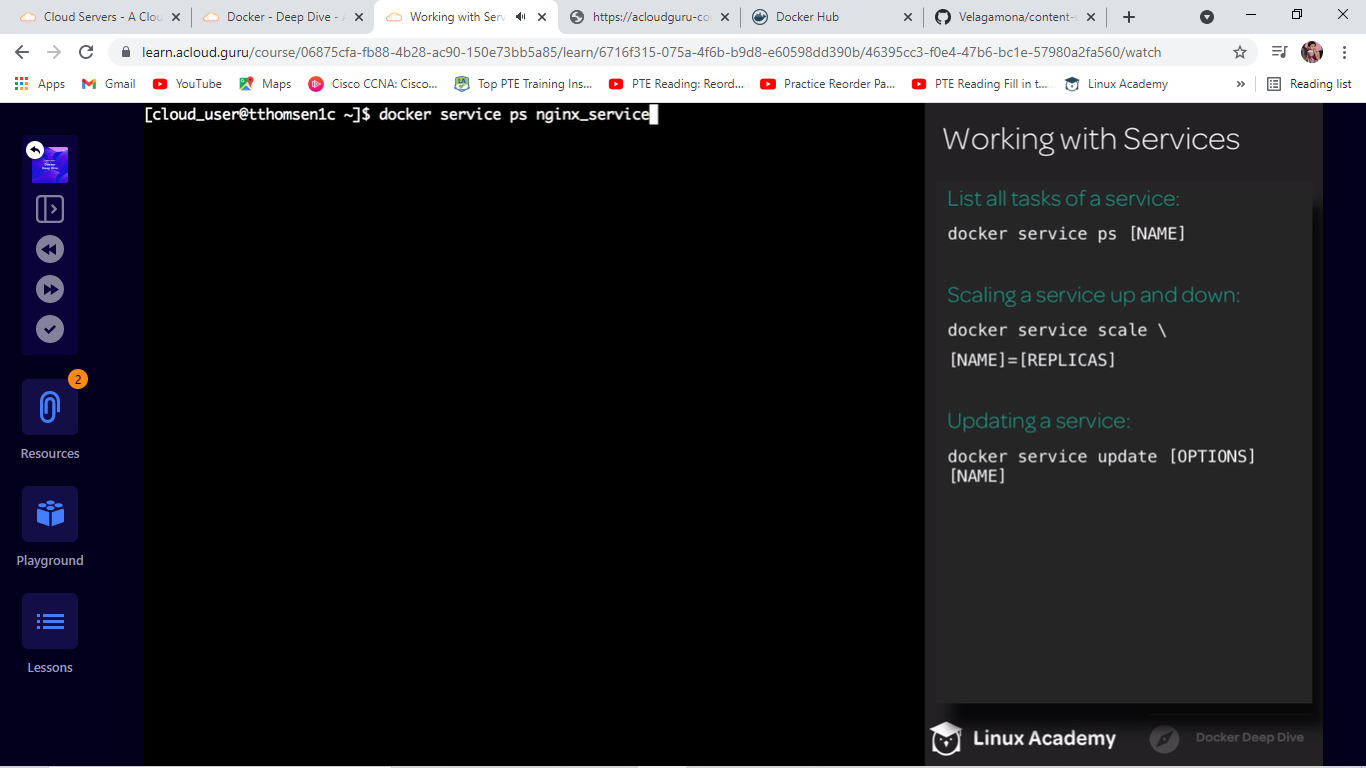 Cloud Servers - A Clou
Docker - Deep Dive - A
Working with Serv
https://acloudguru-co
Docker Hub
Velagamona/content-
learn.acloud.guru/course/06875cfa-fb88-4b28-ac90-150e73bb5a85/learn/6716f315-075a-4f6b-b9d8-e60598dd390b/46395cc3-f0e4-47b6-bc1e-57980a2fa560/watch
Apps
Gmail
YouTube
Maps
Cisco CCNA: Cisco...
Top PTE Training Ins...
PTE Reading: Reord...
Practice Reorder Pa...
PTE Reading Fill in t...
Linux Academy
»
Reading list
[cloud_user@tthomsen1c ~]$ docker service ps nginx_service
Docker
Deep Dive
2
Resources
Playground
Lessons
Working with Services
List all tasks of a service:
docker service ps [NAME]
Scaling a service up and down:
docker service scale \
[NAME]=[REPLICAS]
Updating a service:
docker service update [OPTIONS]
[NAME]
Linux Academy
Docker Deep Dive